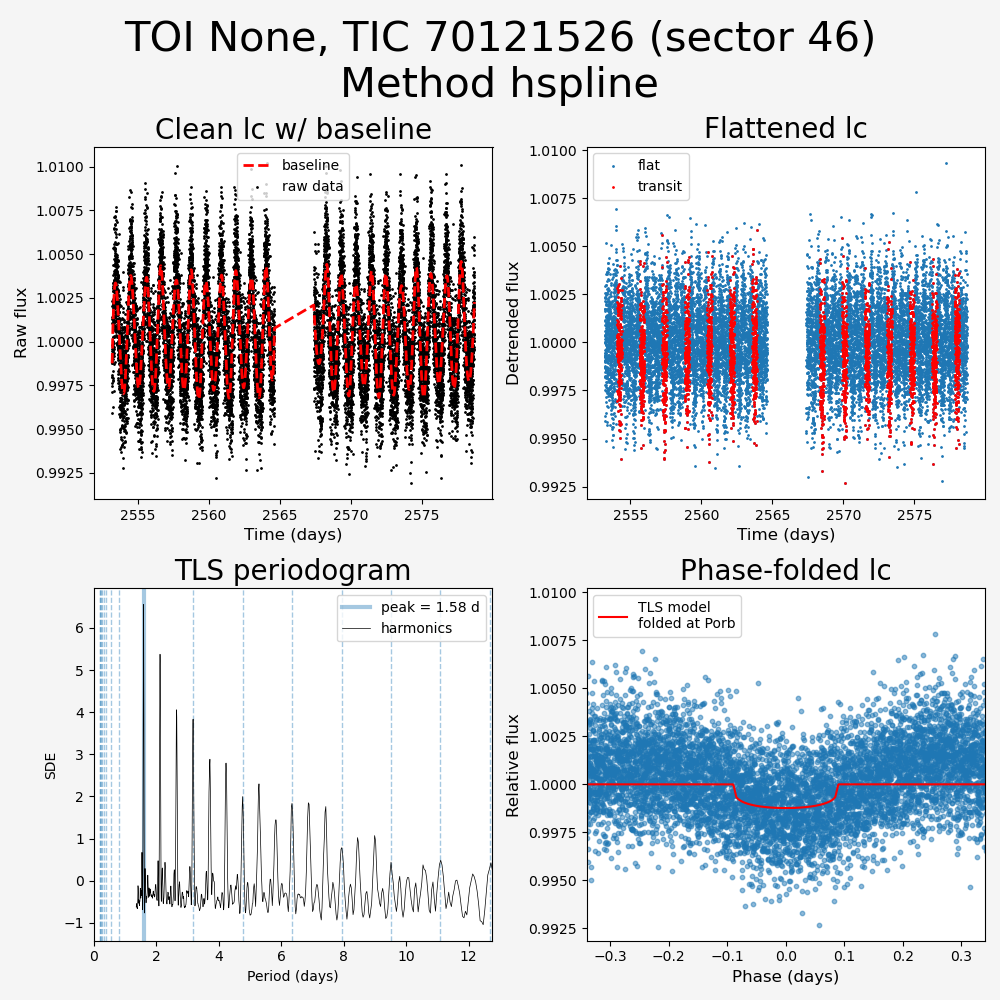 TOI None, TIC 70121526 (sector 46)
Method hspline
Clean lc w/ baseline
baseline
raw data
1.0100
1.0075
1.0050
1.0025
1.0000
0.9975
0.9950
0.9925
Raw flux
2555 2560 2565 2570 2575
Time (days)
Flattened lc
flat
transit
1.0100
1.0075
1.0050
1.0025
1.0000
0.9975
0.9950
0.9925
Detrended flux
2555 2560 2565 2570 2575
Time (days)
TLS periodogram
peak = 1.58 d
harmonics
6
5
4
3
2
1
0
−1
SDE
0 2 4 6 8 10 12
Period (days)
Phase-folded lc
TLS model
folded at Porb
1.0100
1.0075
1.0050
1.0025
1.0000
0.9975
0.9950
0.9925
Relative flux
−0.3 −0.2 −0.1 0.0 0.1 0.2 0.3
Phase (days)